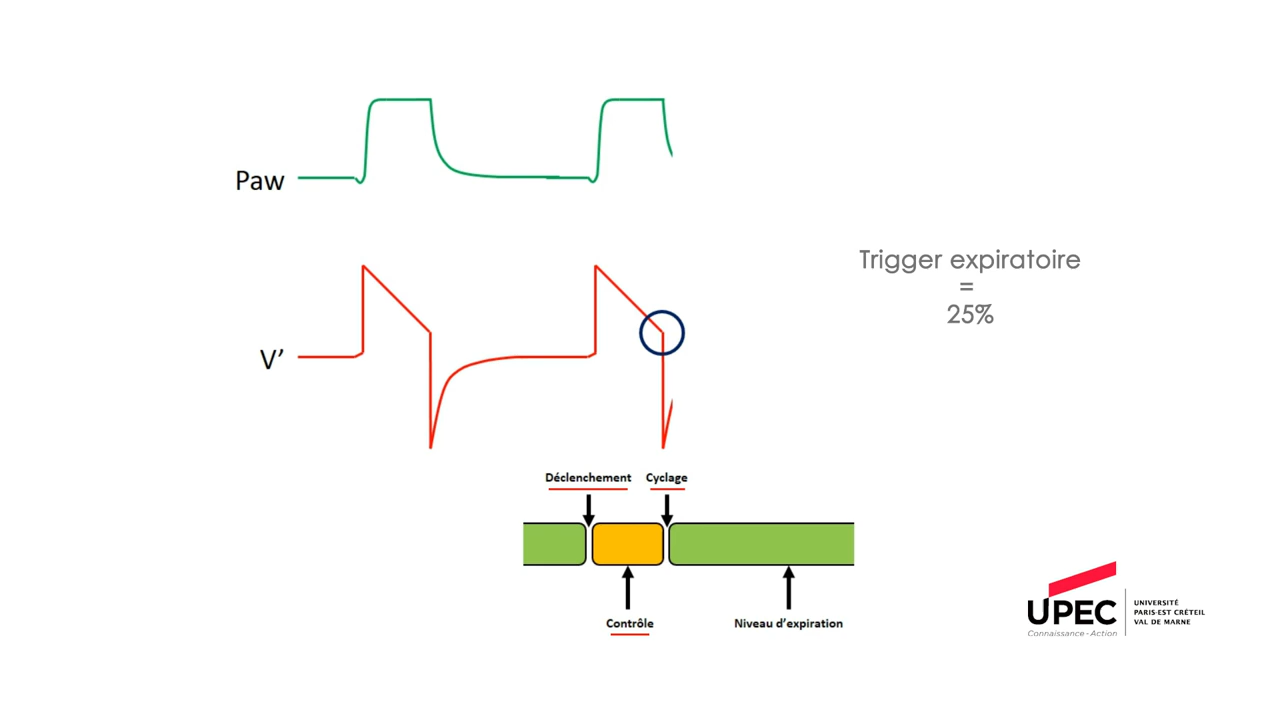 Paw
V’
Trigger expiratoire
=
25%
Déclenchement
Cyclage
Contrôle
Niveau d’expiration
UPEC
Connaissance - Action
UNIVERSITÉ
PARIS-EST CRÉTEIL
VAL DE MARNE